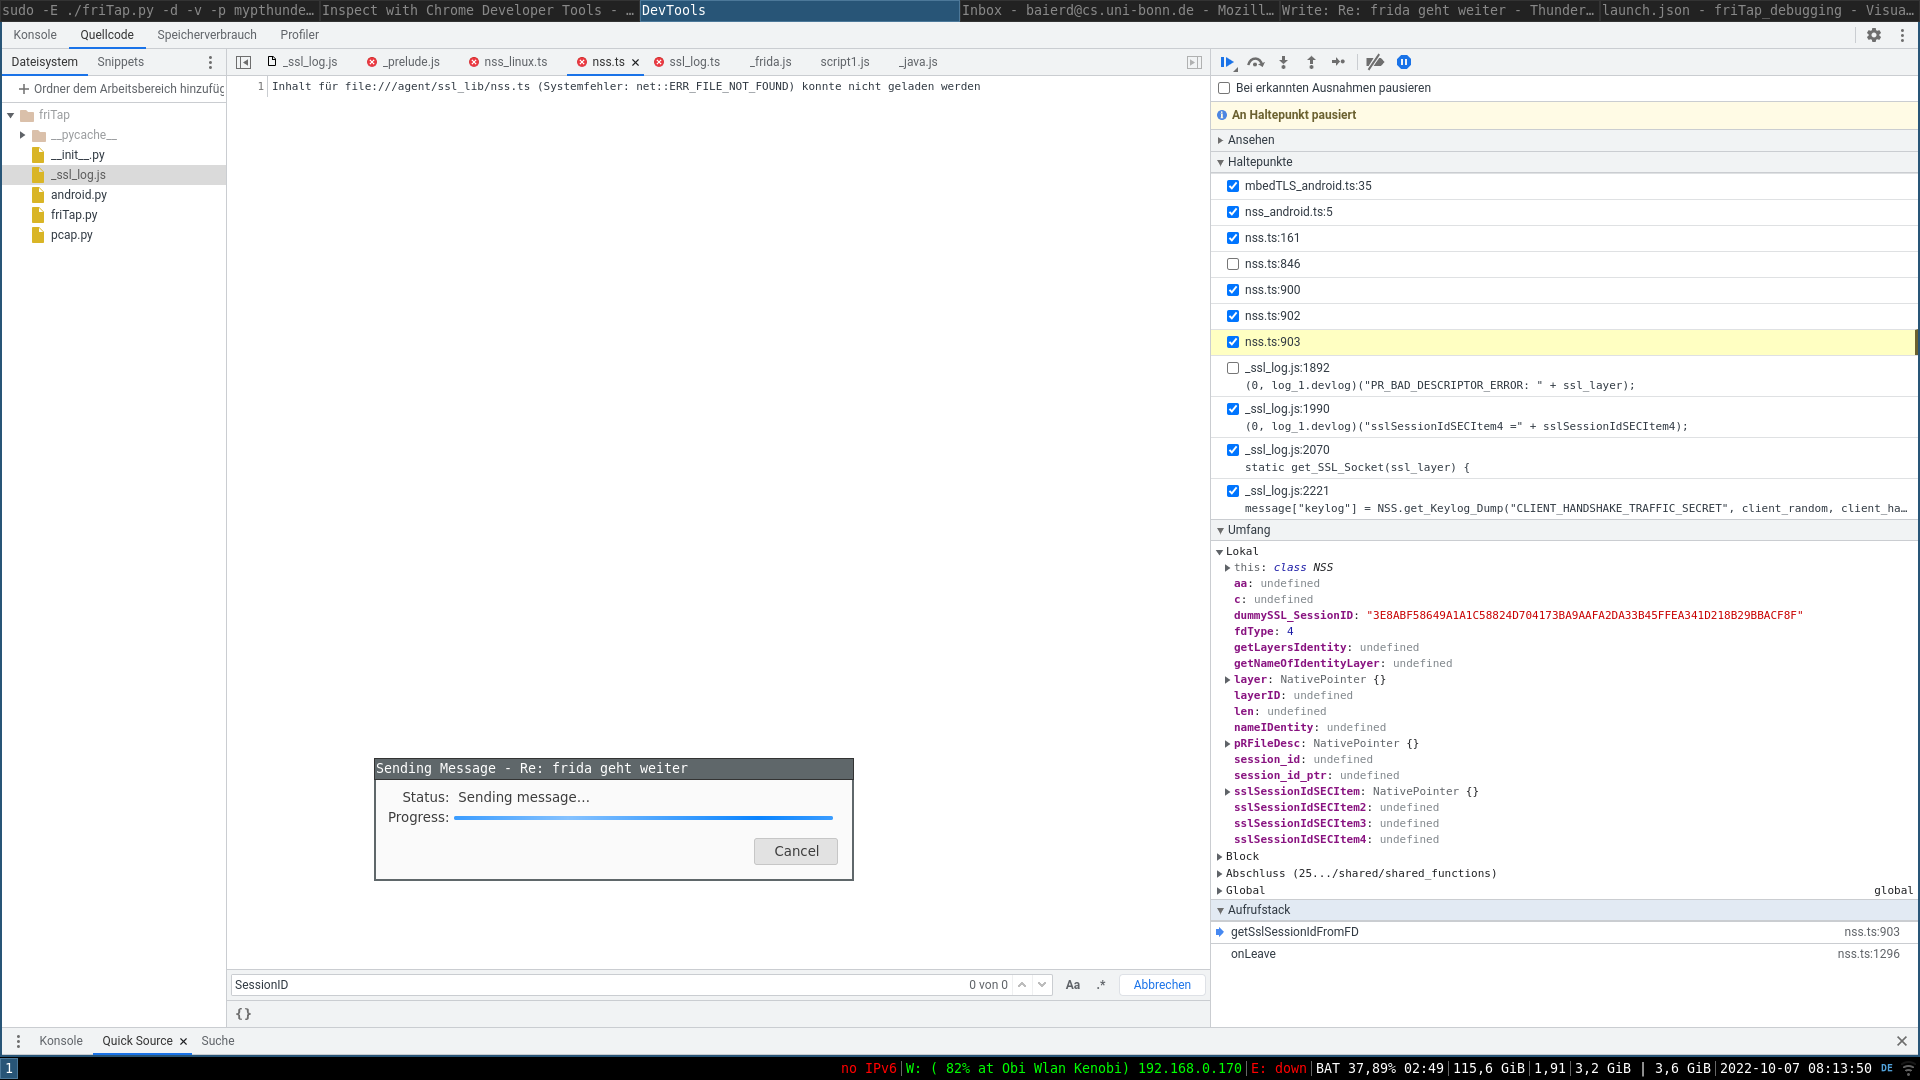 sudo -E ./friTap.py -d -v -p mypthunde… Inspect with Chrome Developer Tools - … DevTools Inbox - baierd@cs.uni-bonn.de - Mozill… Write: Re: frida geht weiter - Thunder… launch.json - friTap_debugging - Visua…
Konsole Quellcode Speicherverbrauch Profiler
Dateisystem Snippets
_ssl_log.js _prelude.js nss_linux.ts nss.ts ssl_log.ts _frida.js script1.js _java.js
+ Ordner dem Arbeitsbereich hinzufüg
friTap
__pycache__
__init__.py
_ssl_log.js
android.py
friTap.py
pcap.py
1 Inhalt für file:///agent/ssl_lib/nss.ts (Systemfehler: net::ERR_FILE_NOT_FOUND) konnte nicht geladen werden
Sending Message - Re: frida geht weiter
Status: Sending message…
Progress:
Cancel
SessionID 0 von 0 Aa .* Abbrechen
{}
Bei erkannten Ausnahmen pausieren
An Haltepunkt pausiert
Ansehen
Haltepunkte
mbedTLS_android.ts:35
nss_android.ts:5
nss.ts:161
nss.ts:846
nss.ts:900
nss.ts:902
nss.ts:903
_ssl_log.js:1892
(0, log_1.devlog)("PR_BAD_DESCRIPTOR_ERROR: " + ssl_layer);
_ssl_log.js:1990
(0, log_1.devlog)("sslSessionIdSECItem4 =" + sslSessionIdSECItem4);
_ssl_log.js:2070
static get_SSL_Socket(ssl_layer) {
_ssl_log.js:2221
message["keylog"] = NSS.get_Keylog_Dump("CLIENT_HANDSHAKE_TRAFFIC_SECRET", client_random, client_ha…
Umfang
Lokal
this: class NSS
aa: undefined
c: undefined
dummySSL_SessionID: "3E8ABF58649A1A1C58824D704173BA9AAFA2DA33B45FFEA341D218B29BBACF8F"
fdType: 4
getLayersIdentity: undefined
getNameOfIdentityLayer: undefined
layer: NativePointer {}
layerID: undefined
len: undefined
nameIDentity: undefined
pRFileDesc: NativePointer {}
session_id: undefined
session_id_ptr: undefined
sslSessionIdSECItem: NativePointer {}
sslSessionIdSECItem2: undefined
sslSessionIdSECItem3: undefined
sslSessionIdSECItem4: undefined
Block
Abschluss (25.../shared/shared_functions)
Global global
Aufrufstack
getSslSessionIdFromFD nss.ts:903
onLeave nss.ts:1296
Konsole Quick Source Suche
1 no IPv6|W: ( 82% at Obi Wlan Kenobi) 192.168.0.170|E: down|BAT 37,89% 02:49|115,6 GiB|1,91|3,2 GiB | 3,6 GiB|2022-10-07 08:13:50 DE